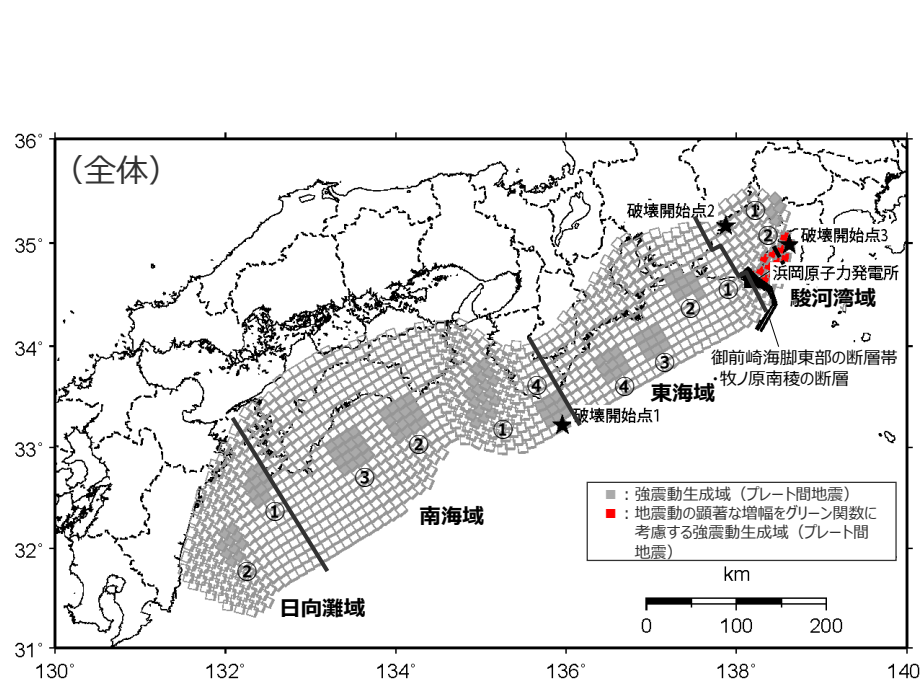 36°
（全体）
破壊開始点2
①
35°
②
破壊開始点3
浜岡原子力発電所
①
駿河湾域
②
34°
③
御前崎海脚東部の断層帯
・牧ノ原南稜の断層
④
④
東海域
破壊開始点1
①
33°
②
③
①
南海域
32°
②
日向灘域
■：強震動生成域（プレート間地震）
■：地震動の顕著な増幅をグリーン関数に
考慮する強震動生成域（プレート間
地震）
km
0 100 200
31°
130° 132° 134° 136° 138° 140